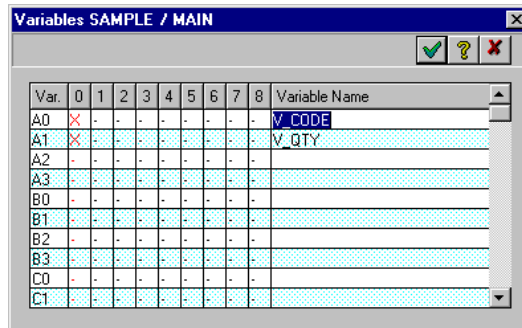 Variables SAMPLE / MAIN
Var. 0 1 2 3 4 5 6 7 8 Variable Name
A0 X - - - - - - - - V_CODE
A1 X - - - - - - - - V_QTY
A2 - - - - - - - - -
A3 - - - - - - - - -
B0 - - - - - - - - -
B1 - - - - - - - - -
B2 - - - - - - - - -
B3 - - - - - - - - -
C0 - - - - - - - - -
C1 - - - - - - - - -